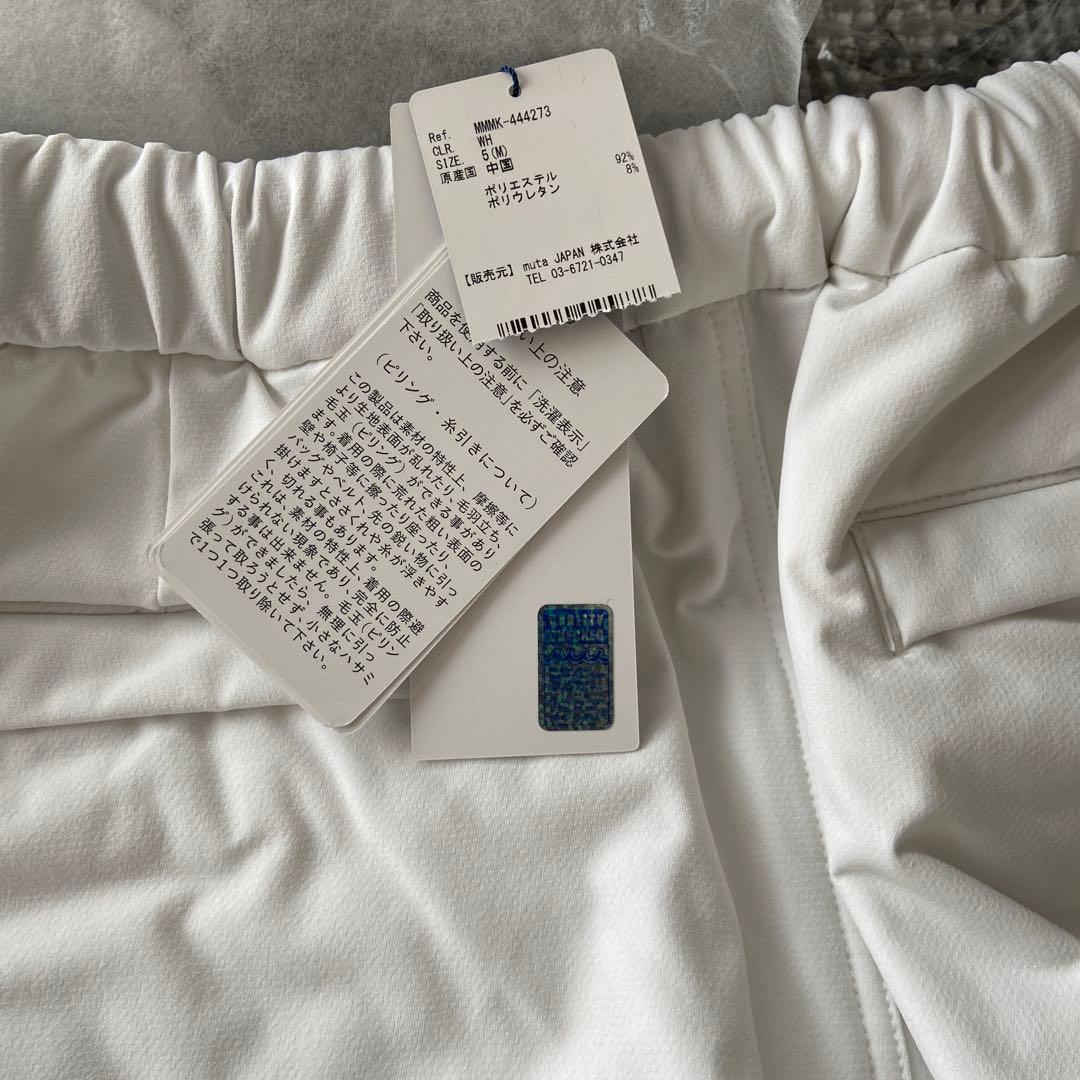 Ref. MMMK-444273
CLR. WH
SIZE. 5(M)
原産国 中国
ポリエステル 92%
ポリウレタン 8%
【販売元】 muta JAPAN 株式会社
TEL 03-6721-0347
い上の注意
商品を使用する前に「洗濯表示」
「取り扱い上の注意」を必ずご確認
下さい。
(ピリング・糸引きについて)
この製品は素材の特性上、摩擦等に
より生地表面が乱れたり、毛羽立ち、
毛玉(ピリング)ができる事があり
ます。着用の際に荒れた粗い表面の
壁や椅子等に擦ったり座ったり、
バッグやベルト、先の鋭い物に引っ
掛けますとささくれや糸が浮きやす
く、切れる事もあります。
これは、素材の特性上、着用の際避
けられない現象であり、完全に防止
する事は出来ません。毛玉(ピリン
グ)ができましたら、無理に引っ
張って取ろうとせず、小さなハサミ
で1つ1つ取り除いて下さい。